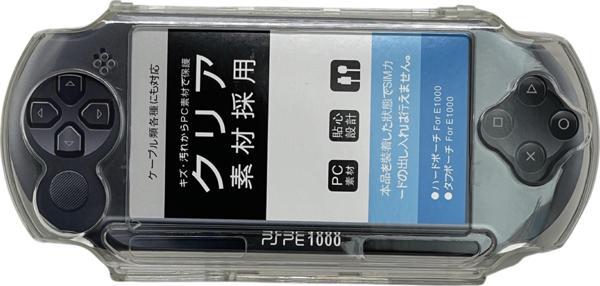 ケーブル類各種にも対応
キズ・汚れからPC素材で保護
クリア
素材採用
PC
素材
貼心
設計
本品を装着した状態でSIMカ
ードの出し入れは行えません。
●ハードポーチ For E1000
●タブポーチ For E1000
E1000